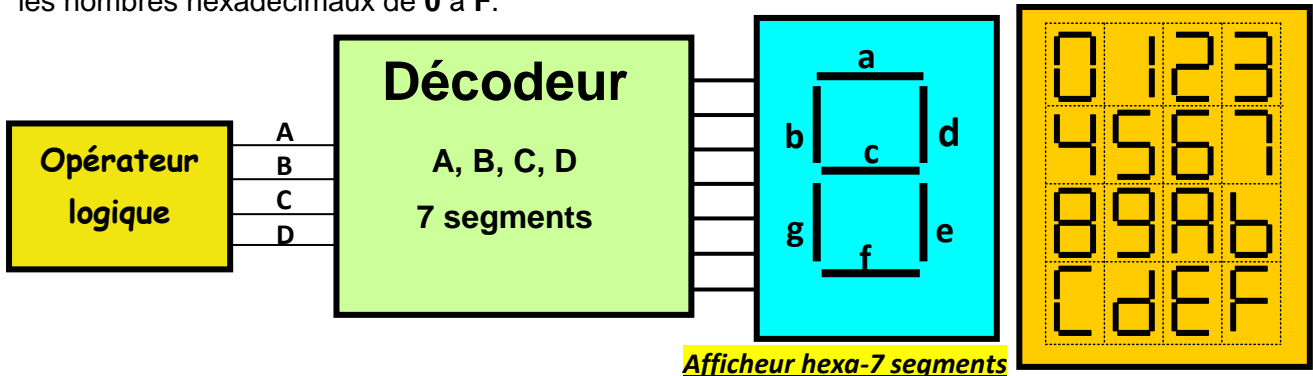 les nombres hexadécimaux de 0 à F.
Opérateur
logique
A
B
C
D
Décodeur
A, B, C, D
7 segments
a
b
d
c
g
e
f
Afficheur hexa-7 segments
0 1 2 3
4 5 6 7
8 9 A b
C d E F